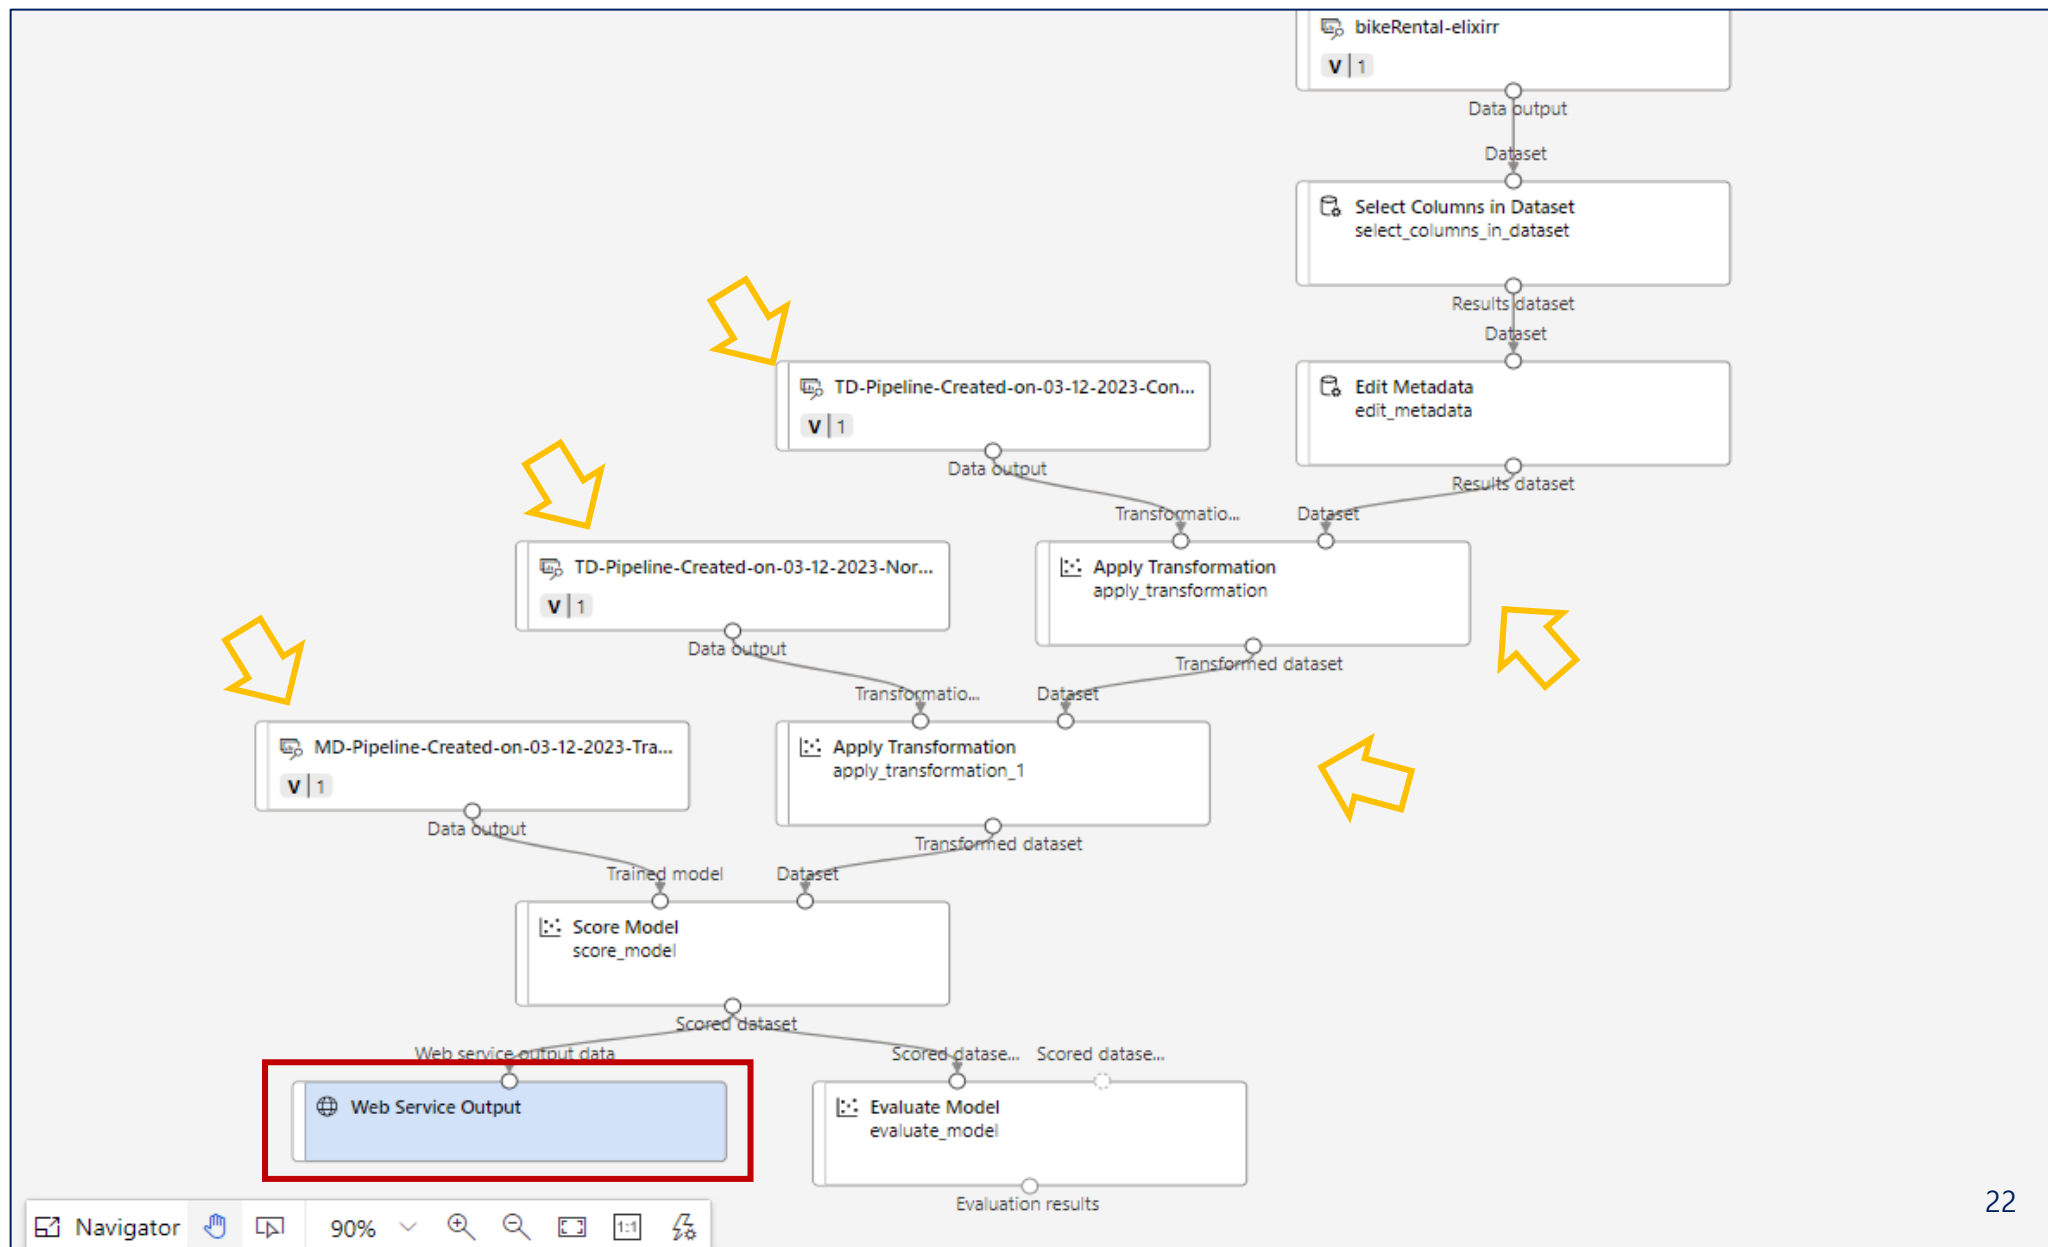 bikeRental-elixirr
V 1
Data output
Dataset
Select Columns in Dataset
select_columns_in_dataset
Results dataset
Dataset
TD-Pipeline-Created-on-03-12-2023-Con...
V 1
Data output
Edit Metadata
edit_metadata
Results dataset
Transformatio... Dataset
TD-Pipeline-Created-on-03-12-2023-Nor...
V 1
Data output
Apply Transformation
apply_transformation
Transformed dataset
Transformatio... Dataset
MD-Pipeline-Created-on-03-12-2023-Tra...
V 1
Data output
Apply Transformation
apply_transformation_1
Transformed dataset
Trained model Dataset
Score Model
score_model
Scored dataset
Web service output data
Scored datase... Scored datase...
Web Service Output
Evaluate Model
evaluate_model
Evaluation results
Navigator 90% 1:1
22